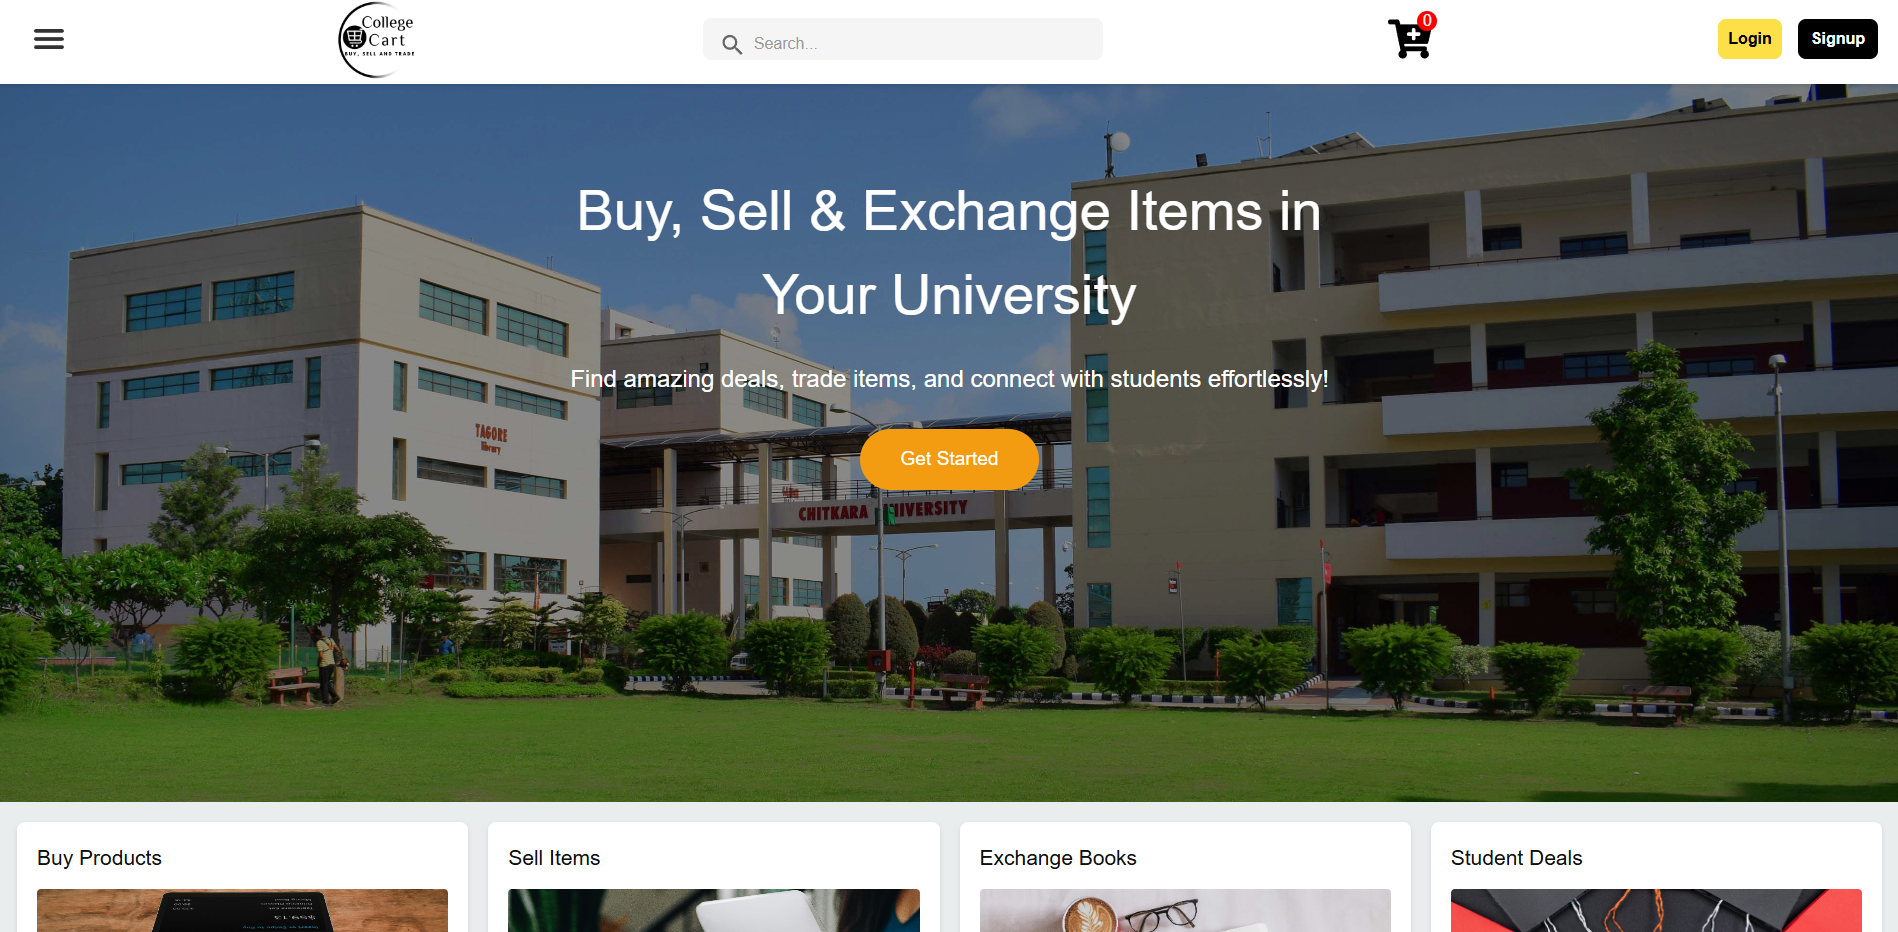 College
Cart
BUY, SELL AND TRADE
Search...
0
Login
Signup
Buy, Sell & Exchange Items in
Your University
Find amazing deals, trade items, and connect with students effortlessly!
Get Started
TAGORE
library
CHITKARA UNIVERSITY
Buy Products
Sell Items
Exchange Books
Student Deals